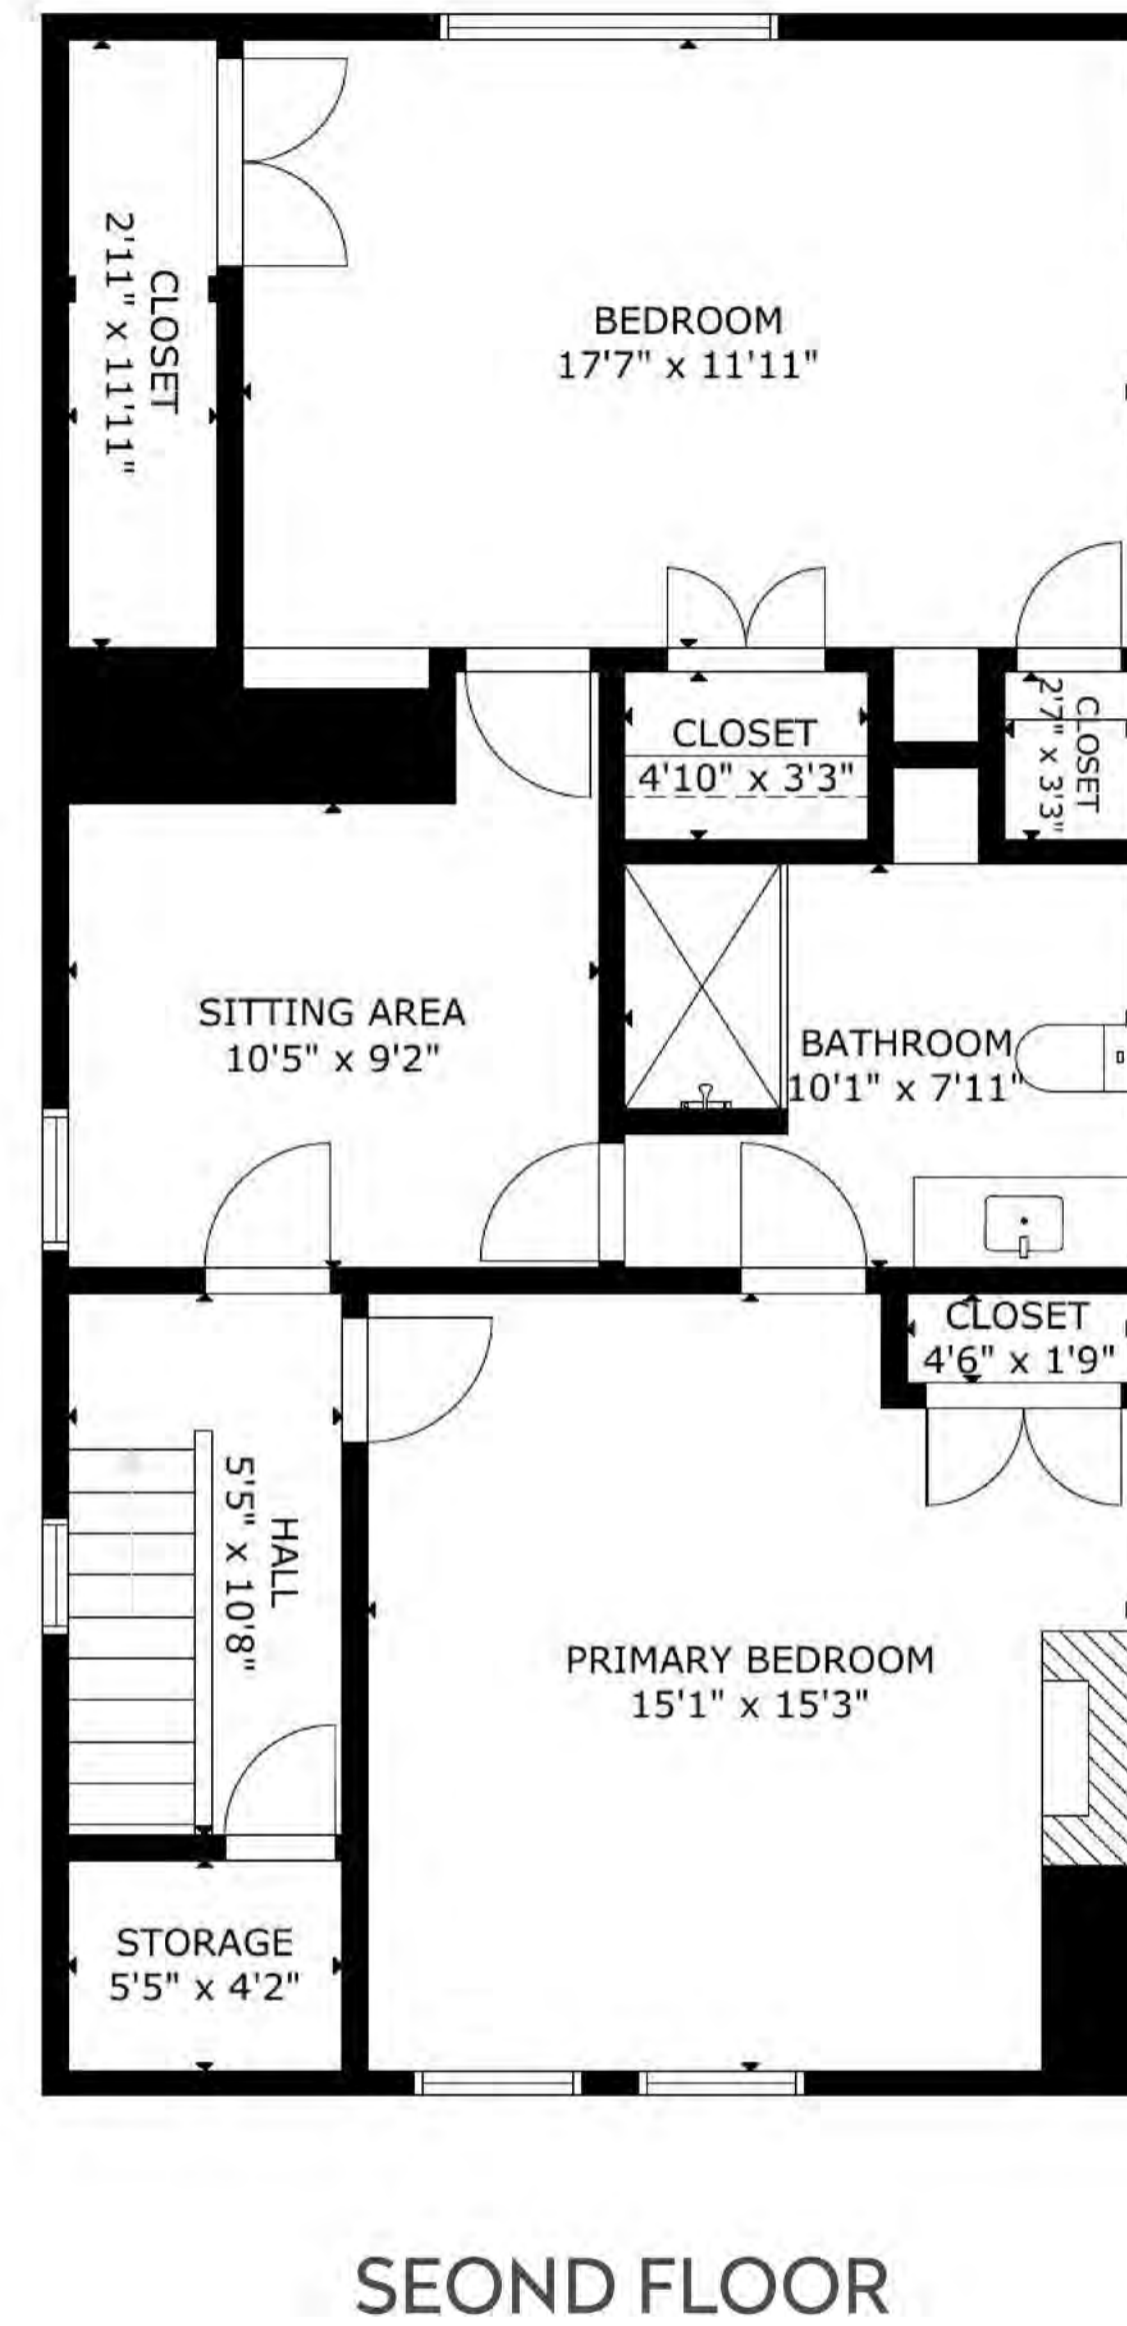 CLOSET
2'11" x 11'11"
BEDROOM
17'7" x 11'11"
CLOSET
4'10" x 3'3"
CLOSET
2'7" x 3'3"
SITTING AREA
10'5" x 9'2"
BATHROOM
10'1" x 7'11"
CLOSET
4'6" x 1'9"
HALL
5'5" x 10'8"
PRIMARY BEDROOM
15'1" x 15'3"
STORAGE
5'5" x 4'2"
SEOND FLOOR